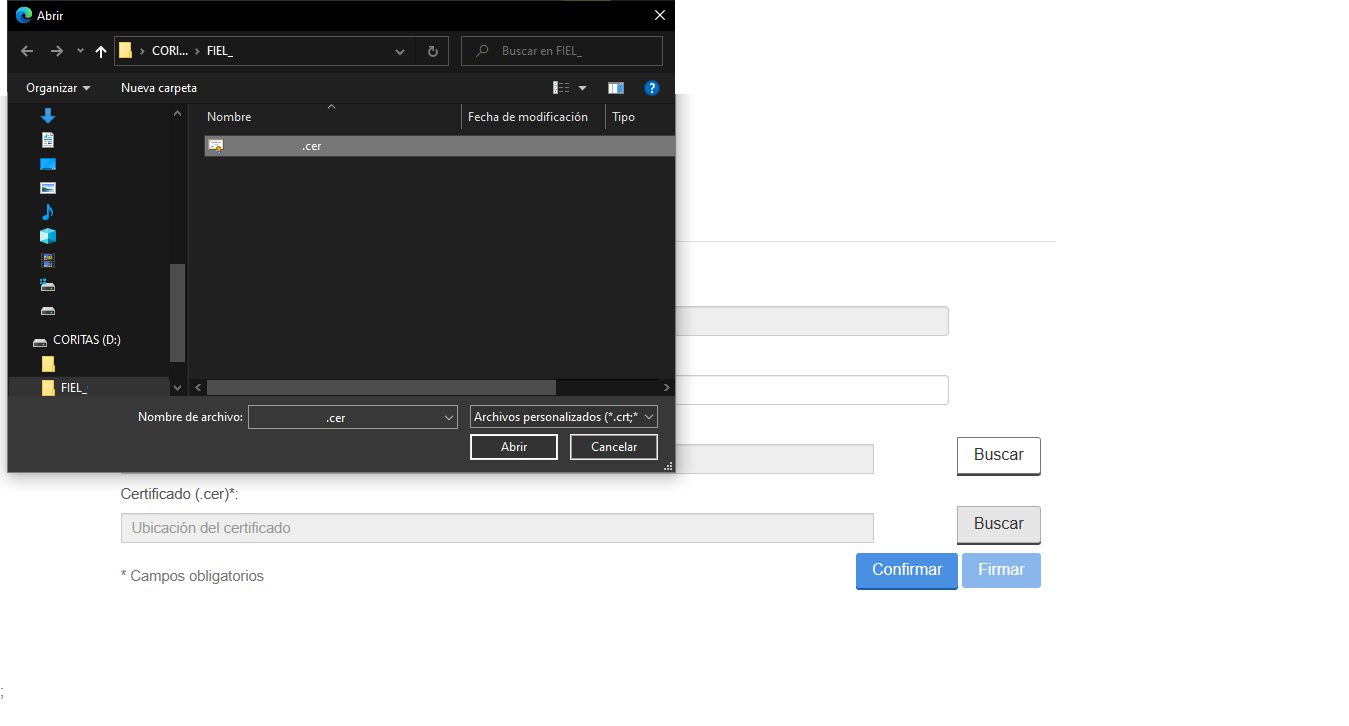 Abrir
CORI... FIEL_
Buscar en FIEL_
Organizar
Nueva carpeta
Nombre
Fecha de modificación
Tipo
.cer
CORITAS (D:)
FIEL_
Nombre de archivo:
.cer
Archivos personalizados (*.crt;*
Abrir
Cancelar
Buscar
Certificado (.cer)*:
Ubicación del certificado
Buscar
* Campos obligatorios
Confirmar
Firmar
;